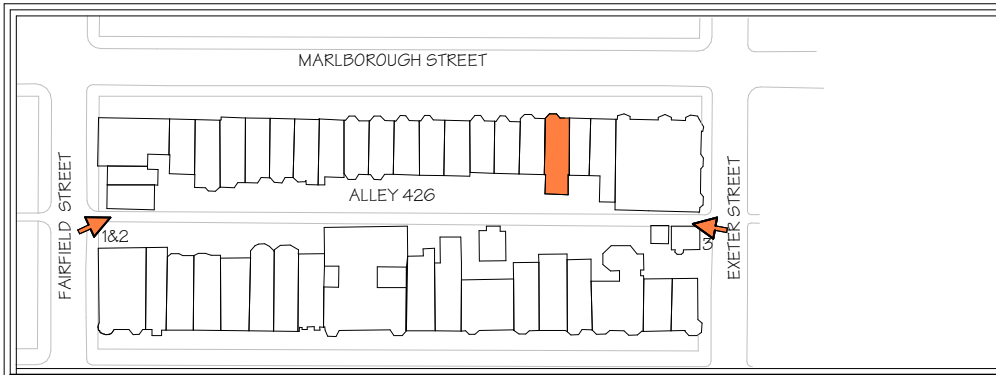 MARLBOROUGH STREET
FAIRFIELD STREET
ALLEY 426
EXETER STREET
1&2
3